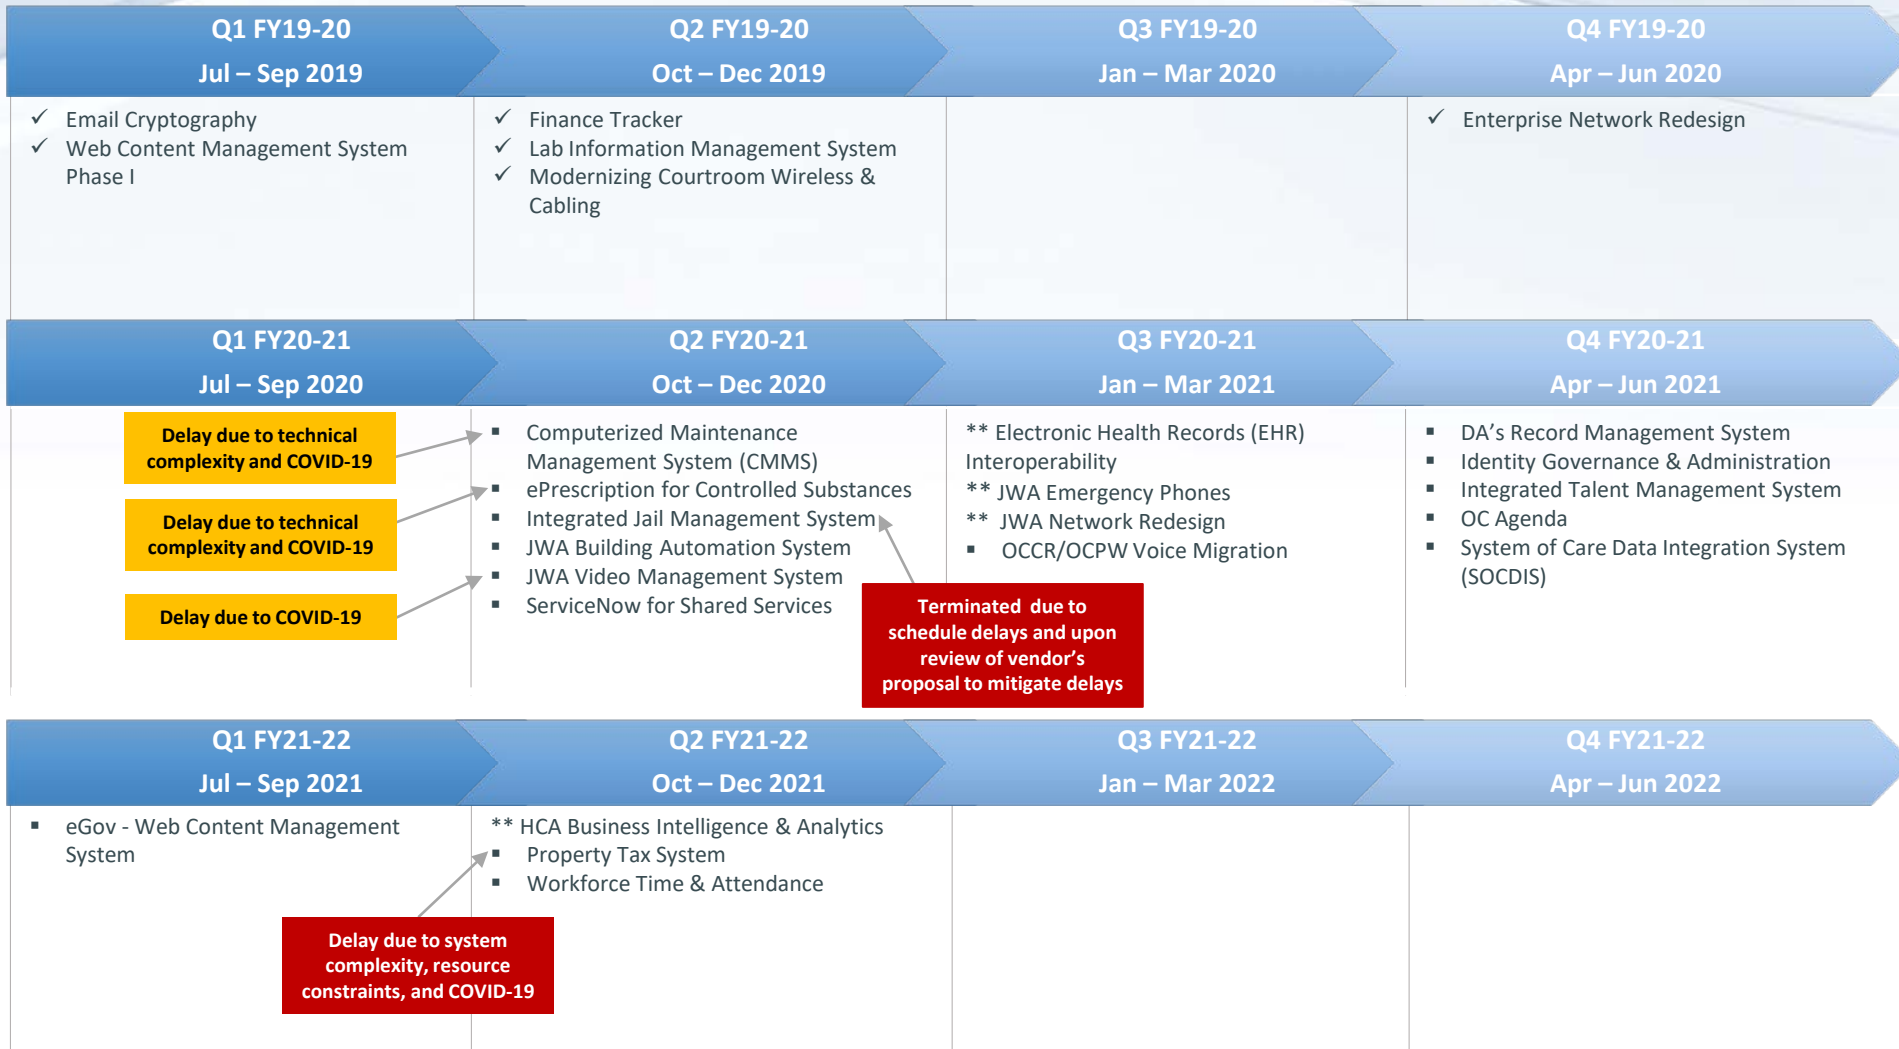 Q1 FY19-20
Jul – Sep 2019
Q2 FY19-20
Oct – Dec 2019
Q3 FY19-20
Jan – Mar 2020
Q4 FY19-20
Apr – Jun 2020
✓ Email Cryptography
✓ Web Content Management System
Phase I
✓ Finance Tracker
✓ Lab Information Management System
✓ Modernizing Courtroom Wireless &
Cabling
✓ Enterprise Network Redesign
Q1 FY20-21
Jul – Sep 2020
Q2 FY20-21
Oct – Dec 2020
Q3 FY20-21
Jan – Mar 2021
Q4 FY20-21
Apr – Jun 2021
Delay due to technical
complexity and COVID-19
Delay due to technical
complexity and COVID-19
Delay due to COVID-19
▪ Computerized Maintenance
Management System (CMMS)
▪ ePrescription for Controlled Substances
▪ Integrated Jail Management System
▪ JWA Building Automation System
▪ JWA Video Management System
▪ ServiceNow for Shared Services
Terminated due to
schedule delays and upon
review of vendor's
proposal to mitigate delays
** Electronic Health Records (EHR)
Interoperability
** JWA Emergency Phones
** JWA Network Redesign
▪ OCCR/OCPW Voice Migration
▪ DA's Record Management System
▪ Identity Governance & Administration
▪ Integrated Talent Management System
▪ OC Agenda
▪ System of Care Data Integration System
(SOCDIS)
Q1 FY21-22
Jul – Sep 2021
Q2 FY21-22
Oct – Dec 2021
Q3 FY21-22
Jan – Mar 2022
Q4 FY21-22
Apr – Jun 2022
▪ eGov - Web Content Management
System
** HCA Business Intelligence & Analytics
▪ Property Tax System
▪ Workforce Time & Attendance
Delay due to system
complexity, resource
constraints, and COVID-19